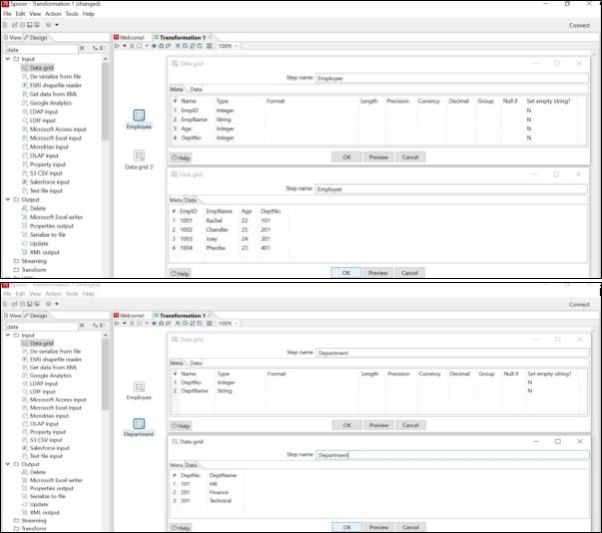 Spoon - Transformation 1 (changed)
File Edit View Action Tools Help
Connect
View Design
Welcome! Transformation 1
data
100%
Input
Data grid
De-serialize from file
ESRI shapefile reader
Get data from XML
Google Analytics
LDAP input
LDIF input
Microsoft Access input
Microsoft Excel input
Mondrian input
OLAP input
Property input
S3 CSV input
Salesforce input
Text file input
Output
Delete
Microsoft Excel writer
Properties output
Serialize to file
Update
XML output
Streaming
Transform
Employee
Data grid 2
Data grid
Step name Employee
Meta Data
# Name Type Format Length Precision Currency Decimal Group Null if Set empty string?
1 EmpID Integer N
2 EmpName String N
3 Age Integer N
4 DeptNo Integer N
Help OK Preview Cancel
Data grid
Step name Employee
Meta Data
# EmpID EmpName Age DeptNo
1 1001 Rachel 22 101
2 1002 Chandler 25 201
3 1003 Joey 24 301
4 1004 Pheobe 23 401
Help OK Preview Cancel
Spoon - Transformation 1 (changed)
File Edit View Action Tools Help
Connect
View Design
Welcome! Transformation 1
data
100%
Input
Data grid
De-serialize from file
ESRI shapefile reader
Get data from XML
Google Analytics
LDAP input
LDIF input
Microsoft Access input
Microsoft Excel input
Mondrian input
OLAP input
Property input
S3 CSV input
Salesforce input
Text file input
Output
Delete
Microsoft Excel writer
Properties output
Serialize to file
Update
XML output
Streaming
Transform
Employee
Department
Data grid
Step name Department
Meta Data
# Name Type Format Length Precision Currency Decimal Group Null if Set empty string?
1 DeptNo Integer N
2 DeptName String N
Help OK Preview Cancel
Data grid
Step name Department
Meta Data
# DeptNo DeptName
1 101 HR
2 201 Finance
3 301 Technical
Help OK Preview Cancel